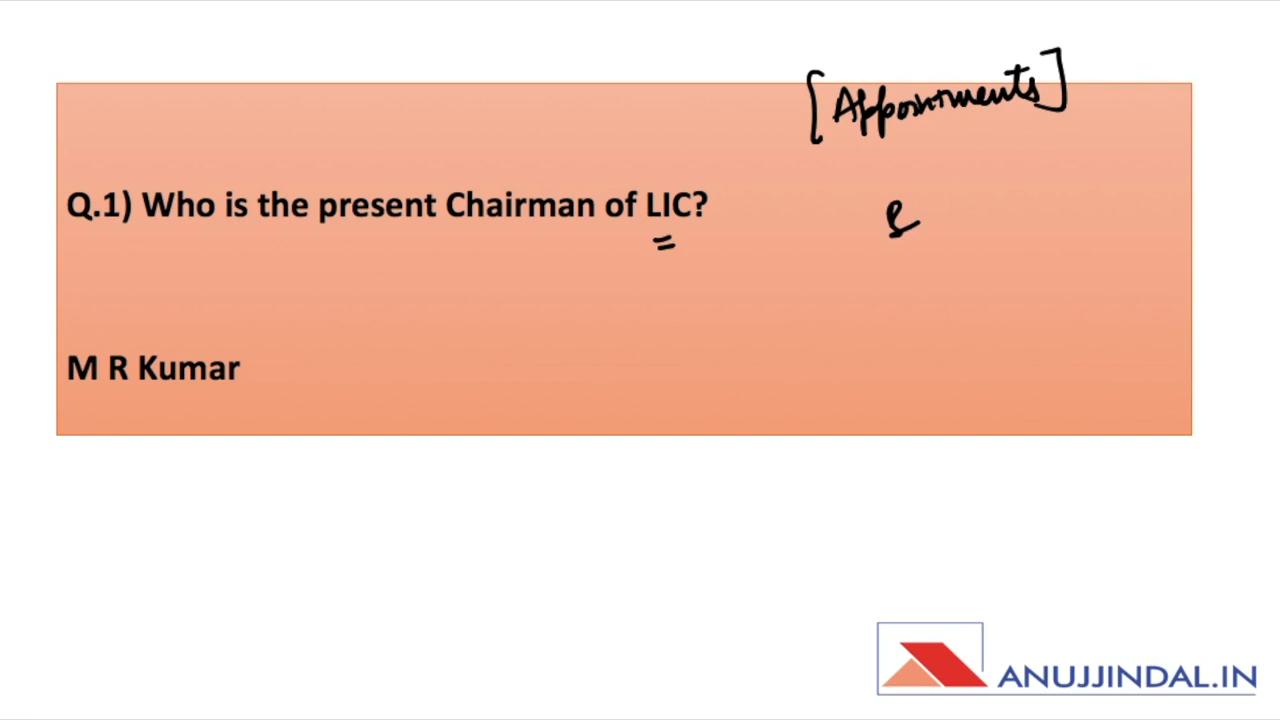 [Appointments]
Q.1) Who is the present Chairman of LIC?
M R Kumar
ANUJJINDAL.IN